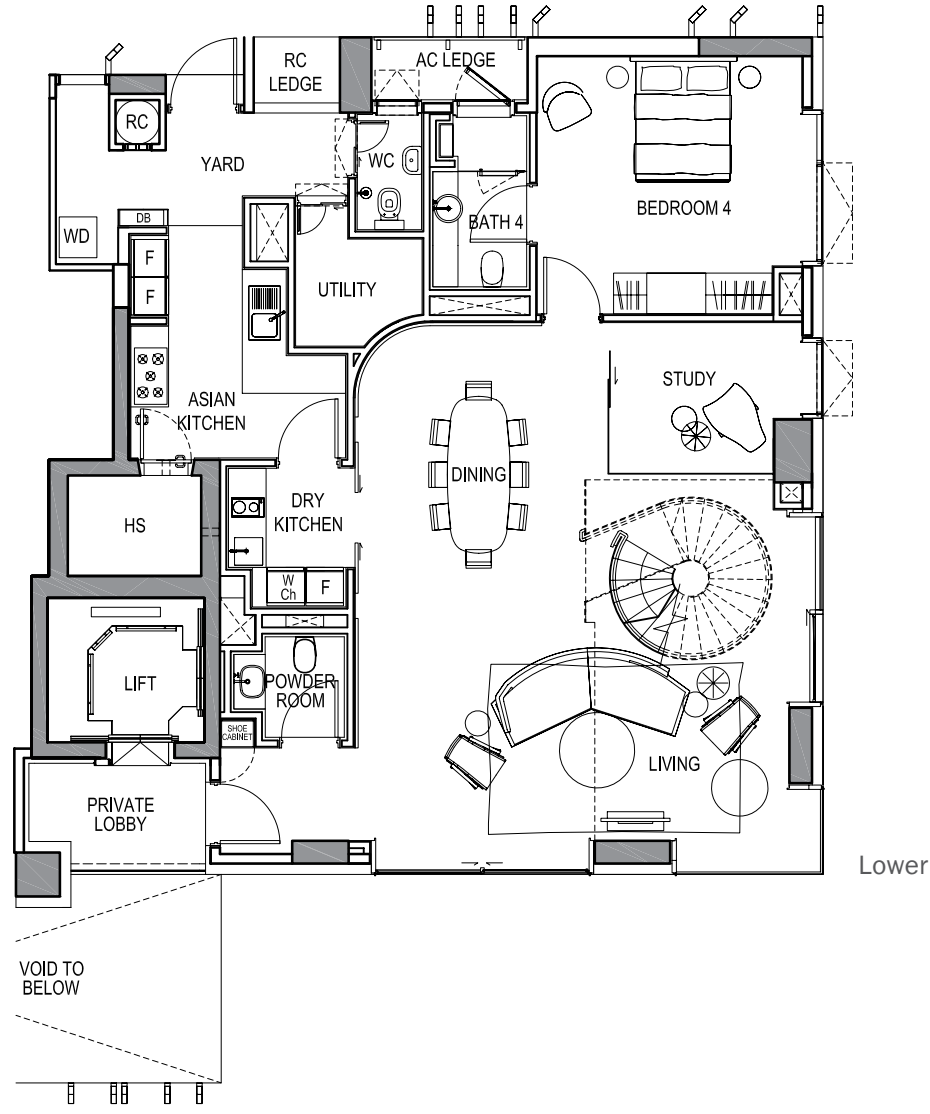 RC
LEDGE
AC LEDGE
RC
YARD
WC
WD
DB
BATH 4
BEDROOM 4
F
F
UTILITY
STUDY
ASIAN
KITCHEN
DINING
HS
DRY
KITCHEN
W
Ch
F
LIFT
POWDER
ROOM
SHOE
CABINET
LIVING
PRIVATE
LOBBY
Lower
VOID TO
BELOW